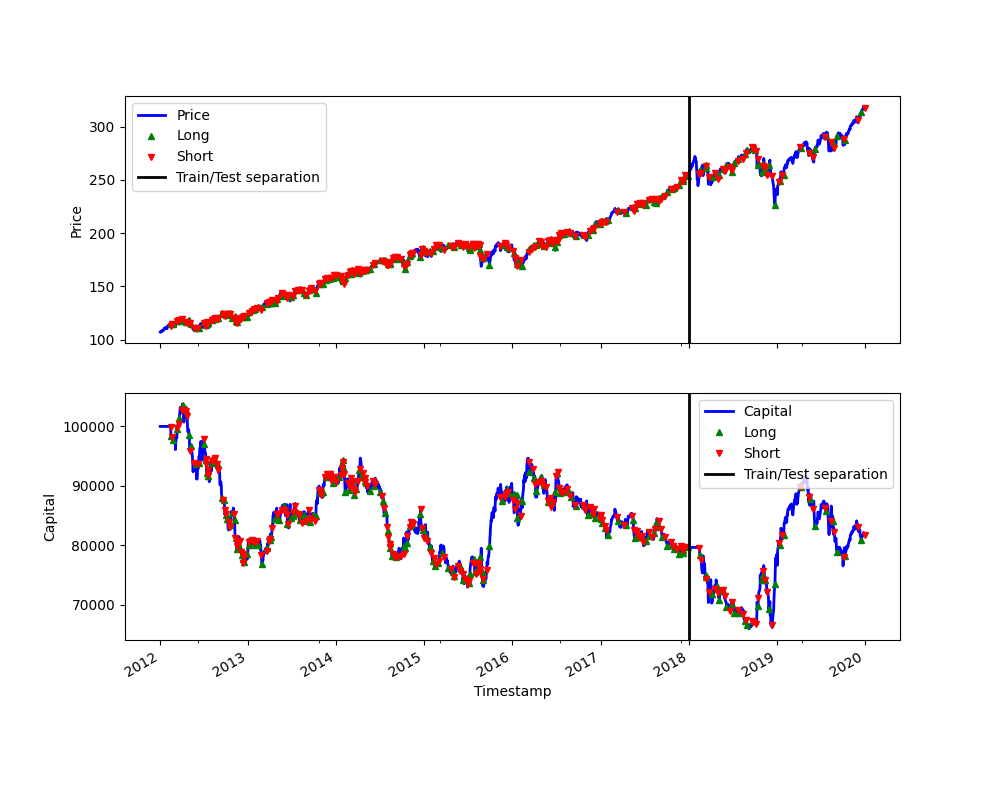 Price
Long
Short
Train/Test separation
300
250
200
150
100
Price
Capital
Long
Short
Train/Test separation
100000
90000
80000
70000
Capital
2012
2013
2014
2015
2016
2017
2018
2019
2020
Timestamp